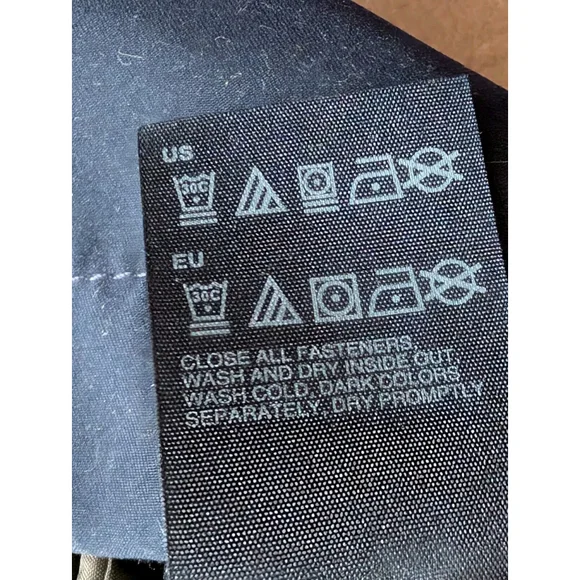 US
30C
EU
30C
CLOSE ALL FASTENERS,
WASH AND DRY INSIDE OUT,
WASH COLD, DARK COLORS
SEPARATELY, DRY PROMPTLY